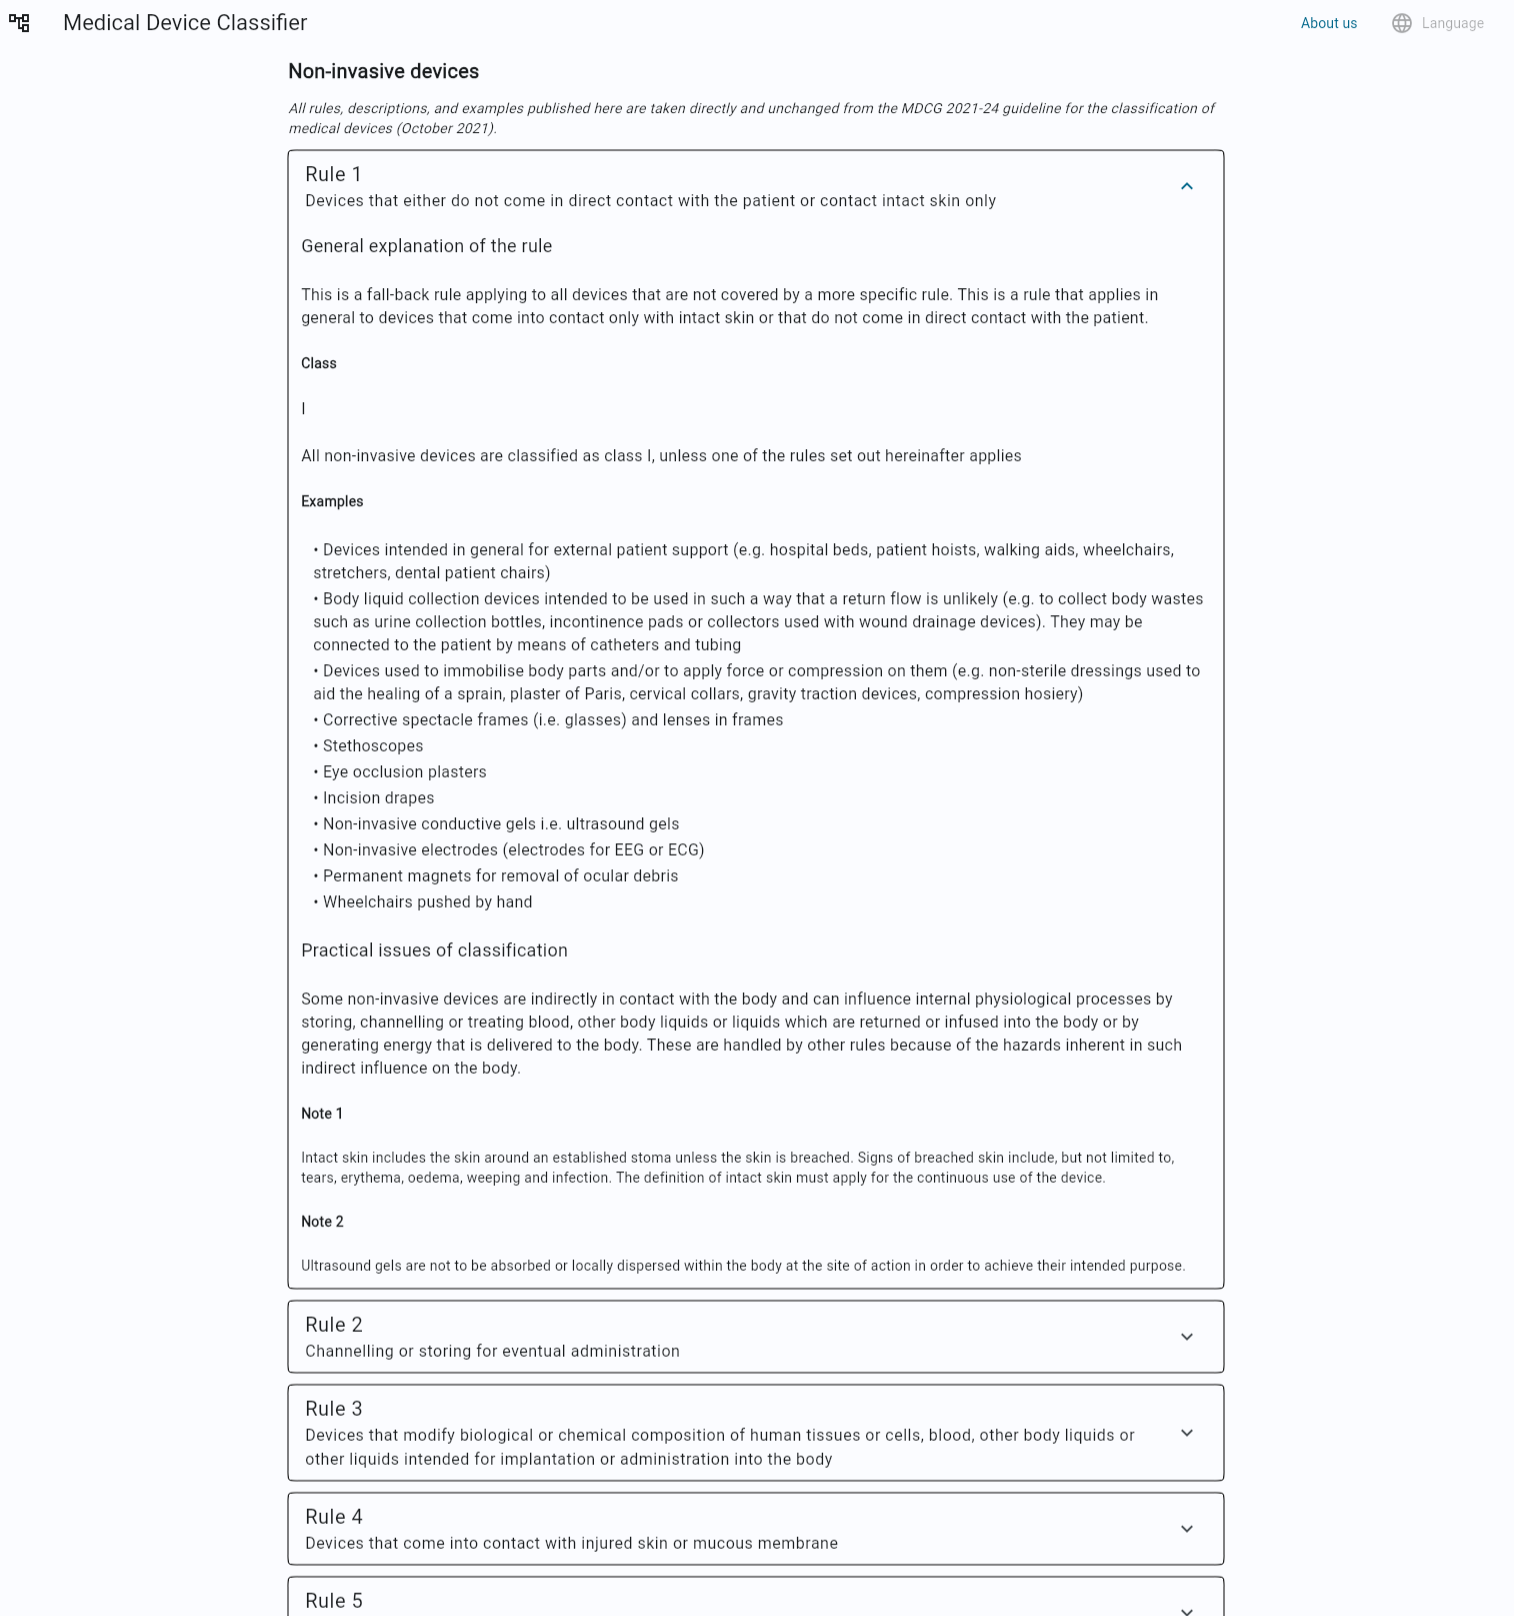 Medical Device Classifier
About us
Language
Non-invasive devices
All rules, descriptions, and examples published here are taken directly and unchanged from the MDCG 2021-24 guideline for the classification of
medical devices (October 2021).
Rule 1
Devices that either do not come in direct contact with the patient or contact intact skin only
General explanation of the rule
This is a fall-back rule applying to all devices that are not covered by a more specific rule. This is a rule that applies in
general to devices that come into contact only with intact skin or that do not come in direct contact with the patient.
Class
I
All non-invasive devices are classified as class I, unless one of the rules set out hereinafter applies
Examples
• Devices intended in general for external patient support (e.g. hospital beds, patient hoists, walking aids, wheelchairs,
stretchers, dental patient chairs)
• Body liquid collection devices intended to be used in such a way that a return flow is unlikely (e.g. to collect body wastes
such as urine collection bottles, incontinence pads or collectors used with wound drainage devices). They may be
connected to the patient by means of catheters and tubing
• Devices used to immobilise body parts and/or to apply force or compression on them (e.g. non-sterile dressings used to
aid the healing of a sprain, plaster of Paris, cervical collars, gravity traction devices, compression hosiery)
• Corrective spectacle frames (i.e. glasses) and lenses in frames
• Stethoscopes
• Eye occlusion plasters
• Incision drapes
• Non-invasive conductive gels i.e. ultrasound gels
• Non-invasive electrodes (electrodes for EEG or ECG)
• Permanent magnets for removal of ocular debris
• Wheelchairs pushed by hand
Practical issues of classification
Some non-invasive devices are indirectly in contact with the body and can influence internal physiological processes by
storing, channelling or treating blood, other body liquids or liquids which are returned or infused into the body or by
generating energy that is delivered to the body. These are handled by other rules because of the hazards inherent in such
indirect influence on the body.
Note 1
Intact skin includes the skin around an established stoma unless the skin is breached. Signs of breached skin include, but not limited to,
tears, erythema, oedema, weeping and infection. The definition of intact skin must apply for the continuous use of the device.
Note 2
Ultrasound gels are not to be absorbed or locally dispersed within the body at the site of action in order to achieve their intended purpose.
Rule 2
Channelling or storing for eventual administration
Rule 3
Devices that modify biological or chemical composition of human tissues or cells, blood, other body liquids or
other liquids intended for implantation or administration into the body
Rule 4
Devices that come into contact with injured skin or mucous membrane
Rule 5